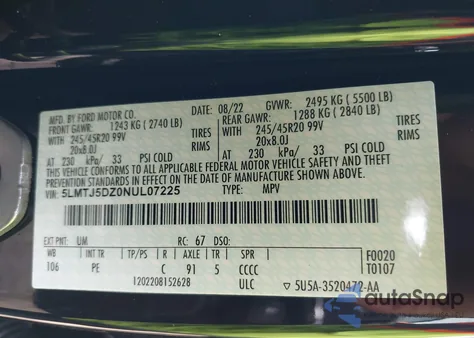 MFD. BY FORD MOTOR CO.
08/22 GVWR: 2495 KG (5500 LB)
FRONT GAWR: 1243 KG (2740 LB) REAR GAWR: 1288 KG (2840 LB)
WITH 245/45R20 99V TIRES WITH 245/45R20 99V TIRES
20x8.0J RIMS 20x8.0J RIMS
AT 230 kPa/ 33 PSI COLD AT 230 kPa/ 33 PSI COLD
THIS VEHICLE CONFORMS TO ALL APPLICABLE FEDERAL MOTOR VEHICLE SAFETY AND THEFT
PREVENTION STANDARDS IN EFFECT ON THE DATE OF MANUFACTURE SHOWN ABOVE.
VIN: 5LMTJ5DZ0NUL07225 TYPE: MPV
EXT PNT: UM RC: 67 DSO: F0020
WB TP/PS R AXLE TR SPR T0107
106 PE C 91 5 CCCC
1202208152628 ULC 5U5A-3520472-AA
autoSnap